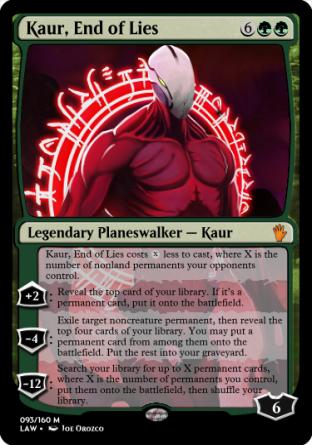 Kaur, End of Lies 6
Legendary Planeswalker — Kaur
Kaur, End of Lies costs X less to cast, where X is the
number of nonland permanents your opponents
control.
+2: Reveal the top card of your library. If it's a
permanent card, put it onto the battlefield.
Exile target noncreature permanent, then reveal the
-4: top four cards of your library. You may put a
permanent card from among them onto the
battlefield. Put the rest into your graveyard.
Search your library for up to X permanent cards,
-12: where X is the number of permanents you control,
put them onto the battlefield, then shuffle your
library.
6
093/160 M
LAW • Joe Orozco